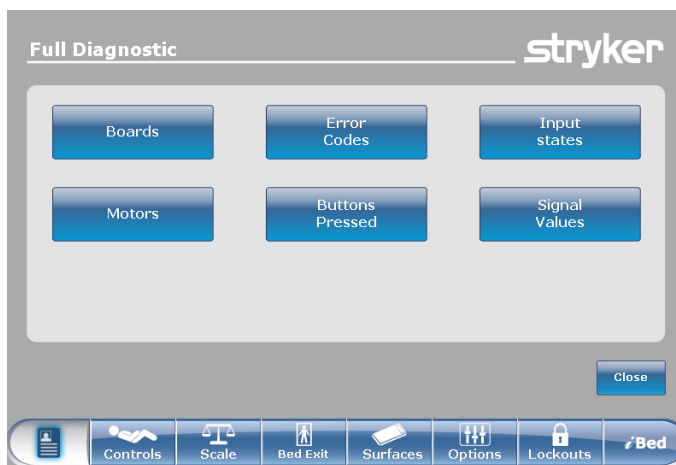 Full Diagnostic
stryker
Boards
Error
Codes
Input
states
Motors
Buttons
Pressed
Signal
Values
Close
Controls
Scale
Bed Exit
Surfaces
Options
Lockouts
iBed